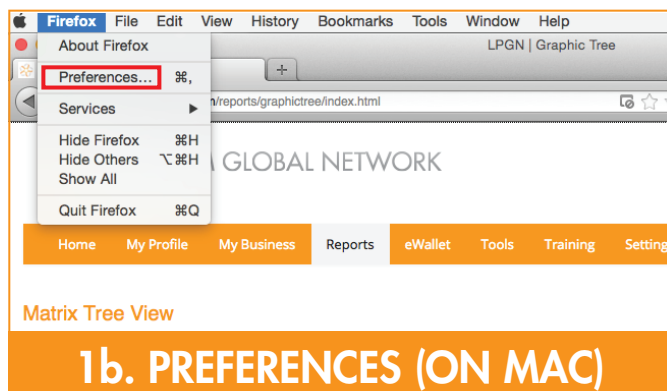 Firefox File Edit View History Bookmarks Tools Window Help
About Firefox
LPGN | Graphic Tree
Preferences... ⌘,
+
Services ▶
/reports/graphictree/index.html
Hide Firefox ⌘H
Hide Others ⌥⌘H
GLOBAL NETWORK
Show All
Quit Firefox ⌘Q
Home My Profile My Business Reports eWallet Tools Training Setting
Matrix Tree View
1b. PREFERENCES (ON MAC)